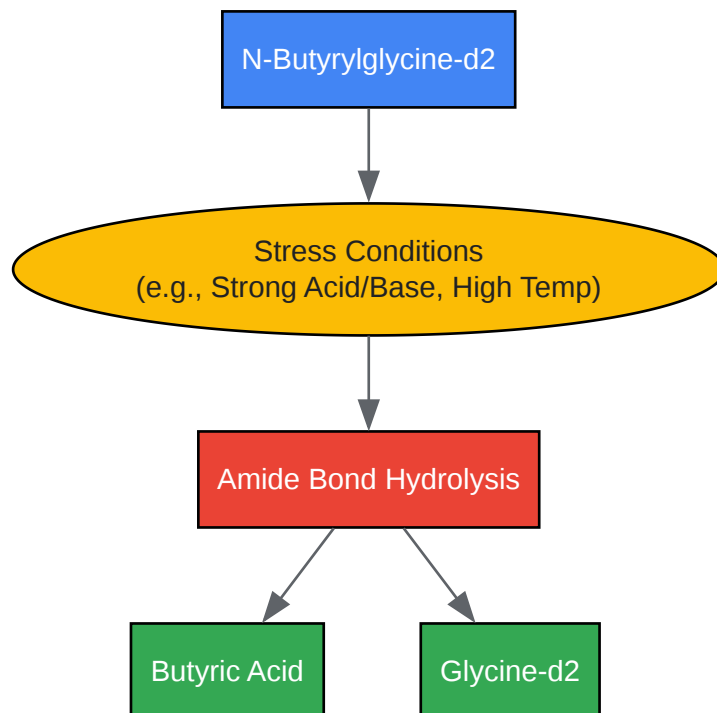 N-Butyrylglycine-d2
Stress Conditions
(e.g., Strong Acid/Base, High Temp)
Amide Bond Hydrolysis
Butyric Acid
Glycine-d2